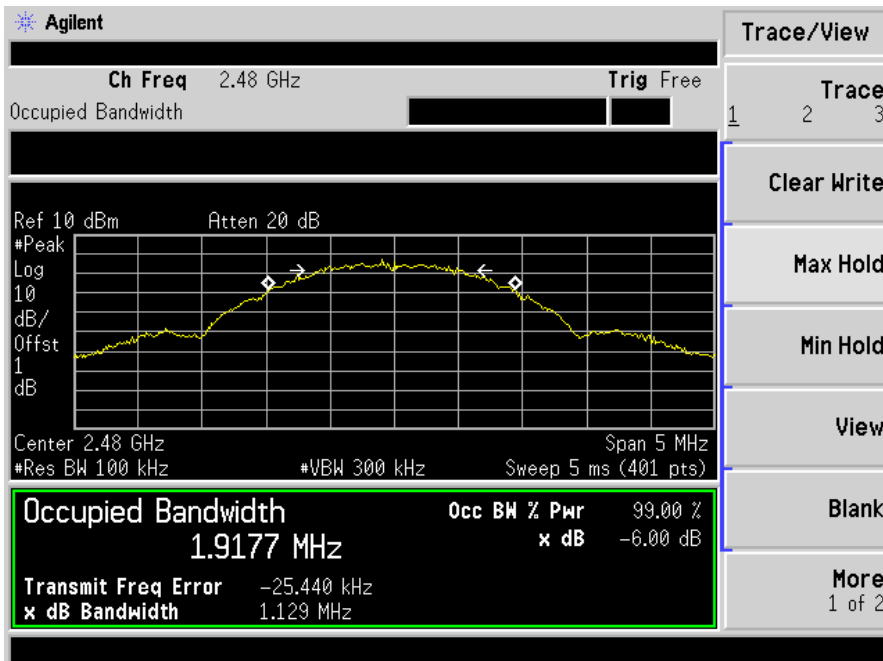 Agilent
Trace/View
Ch Freq 2.48 GHz Trig Free
Occupied Bandwidth
Trace
1 2 3
Clear Write
Max Hold
Min Hold
View
Blank
More
1 of 2
Ref 10 dBm Atten 20 dB
#Peak
Log
10
dB/
Offst
1
dB
Center 2.48 GHz Span 5 MHz
#Res BW 100 kHz #VBW 300 kHz Sweep 5 ms (401 pts)
Occupied Bandwidth
1.9177 MHz
Occ BW % Pwr 99.00 %
x dB -6.00 dB
Transmit Freq Error -25.440 kHz
x dB Bandwidth 1.129 MHz